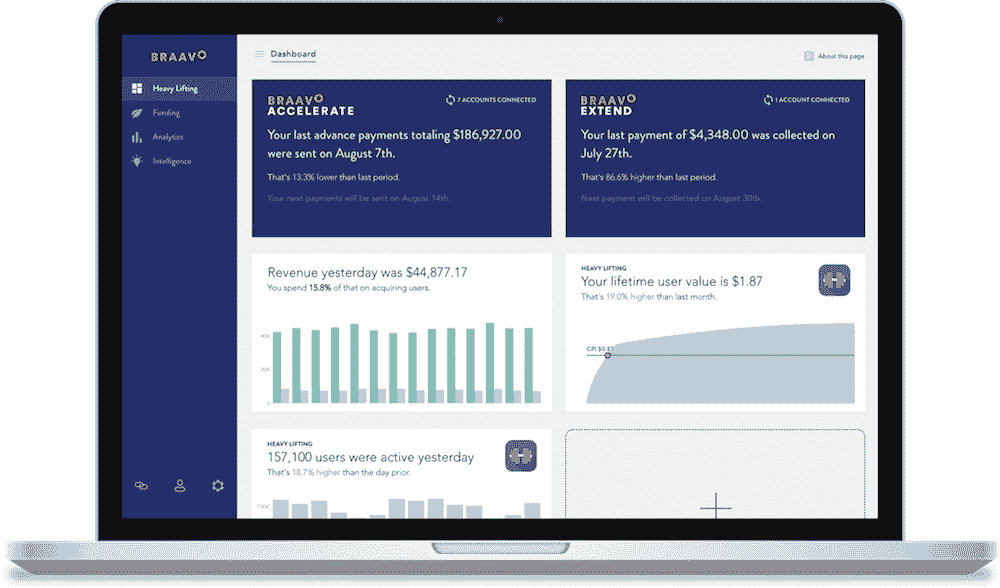 BRAAVO
Dashboard
About this page
Heavy Lifting
Funding
Analytics
Intelligence
BRAAVO
ACCELERATE
7 ACCOUNTS CONNECTED
Your last advance payments totaling $186,927.00
were sent on August 7th.
That's 13.3% lower than last period.
Your next payments will be sent on August 14th.
BRAAVO
EXTEND
1 ACCOUNT CONNECTED
Your last payment of $4,348.00 was collected on
July 27th.
That's 86.6% higher than last period.
Next payment will be collected on August 30th.
Revenue yesterday was $44,877.17
You spend 15.8% of that on acquiring users.
40K
20K
0
HEAVY LIFTING
Your lifetime user value is $1.87
That's 19.0% higher than last month.
CPI $0.83
HEAVY LIFTING
157,100 users were active yesterday
That's 18.7% higher than the day prior.
150K